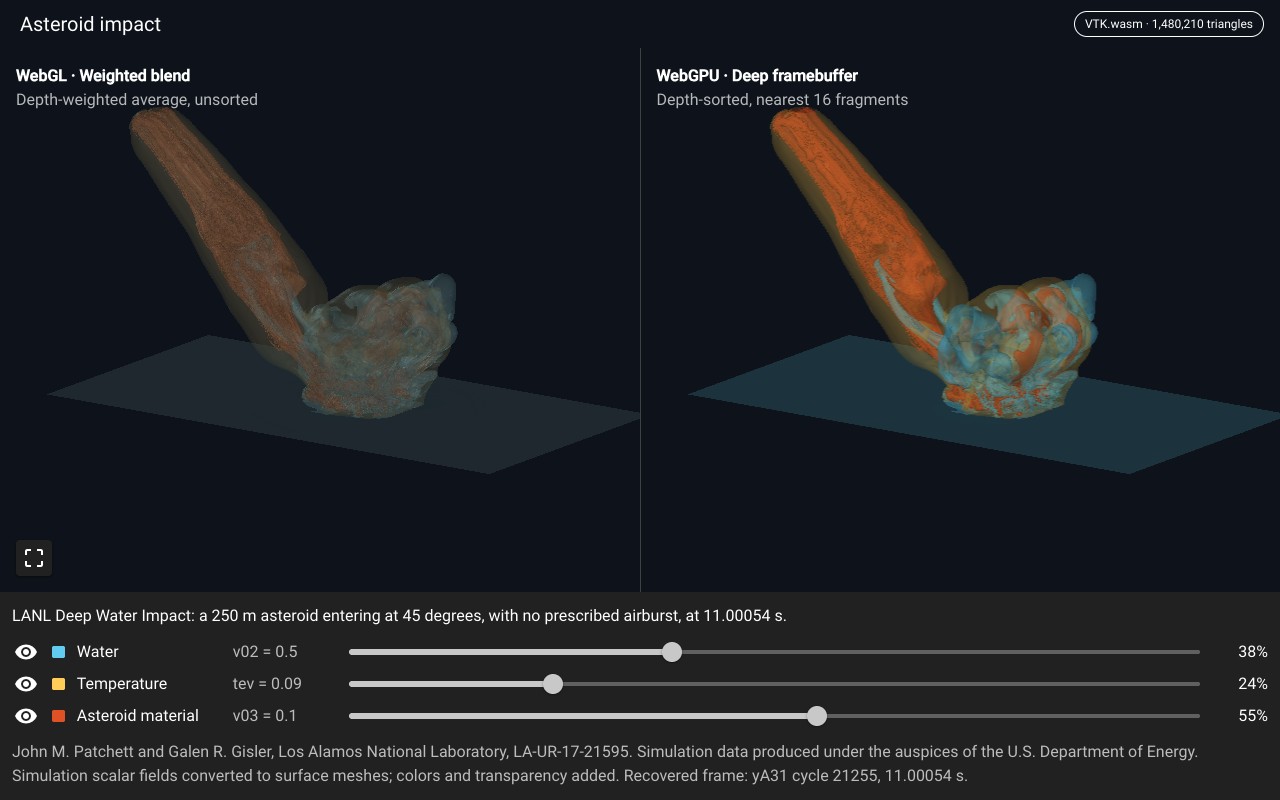 Asteroid impact
VTK.wasm · 1,480,210 triangles
WebGL · Weighted blend
Depth-weighted average, unsorted
WebGPU · Deep framebuffer
Depth-sorted, nearest 16 fragments
LANL Deep Water Impact: a 250 m asteroid entering at 45 degrees, with no prescribed airburst, at 11.00054 s.
Water v02 = 0.5 38%
Temperature tev = 0.09 24%
Asteroid material v03 = 0.1 55%
John M. Patchett and Galen R. Gisler, Los Alamos National Laboratory, LA-UR-17-21595. Simulation data produced under the auspices of the U.S. Department of Energy.
Simulation scalar fields converted to surface meshes; colors and transparency added. Recovered frame: yA31 cycle 21255, 11.00054 s.